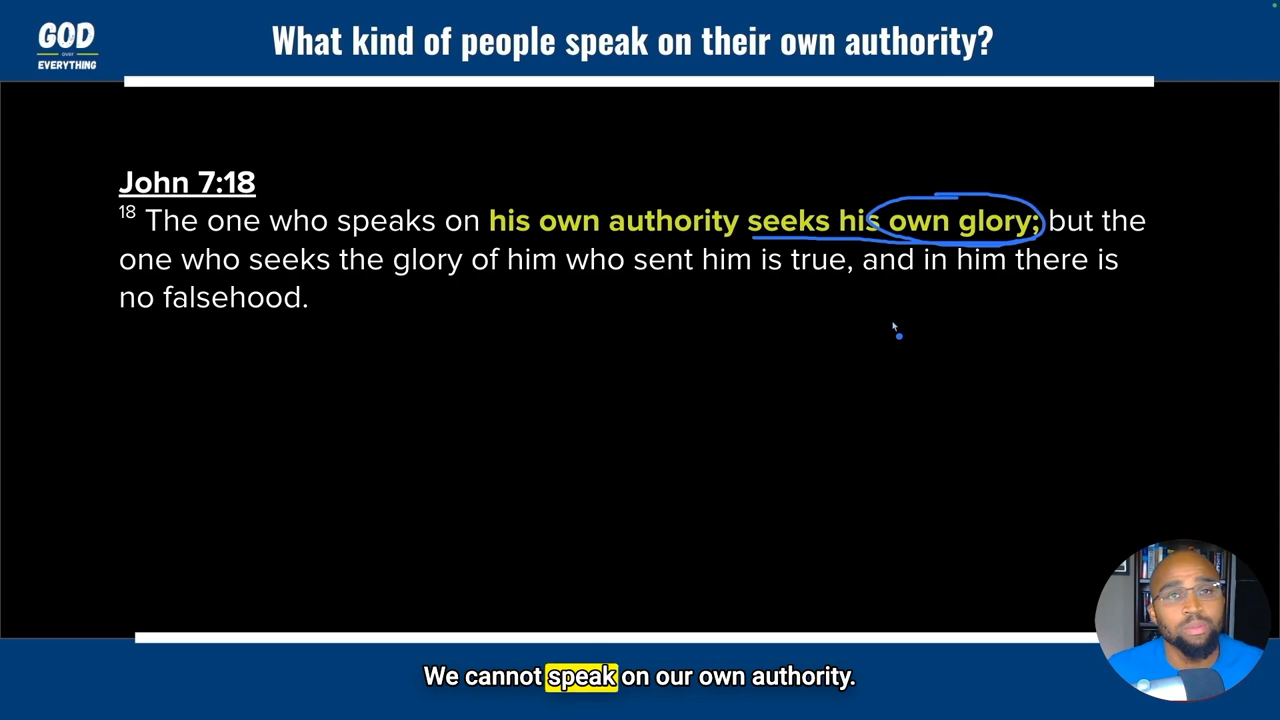 GOD
over
EVERYTHING
What kind of people speak on their own authority?
John 7:18
18 The one who speaks on his own authority seeks his own glory; but the
one who seeks the glory of him who sent him is true, and in him there is
no falsehood.
We cannot speak on our own authority.